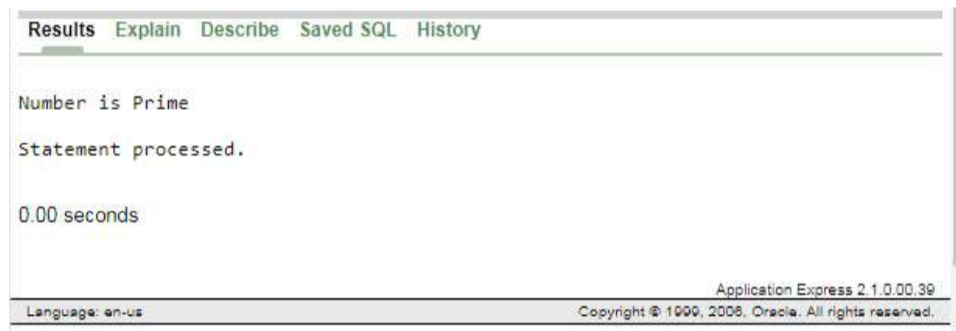 Results Explain Describe Saved SQL History
Number is Prime
Statement processed.
0.00 seconds
Application Express 2.1.0.00.39
Language: en-us Copyright © 1999, 2006, Oracle. All rights reserved.